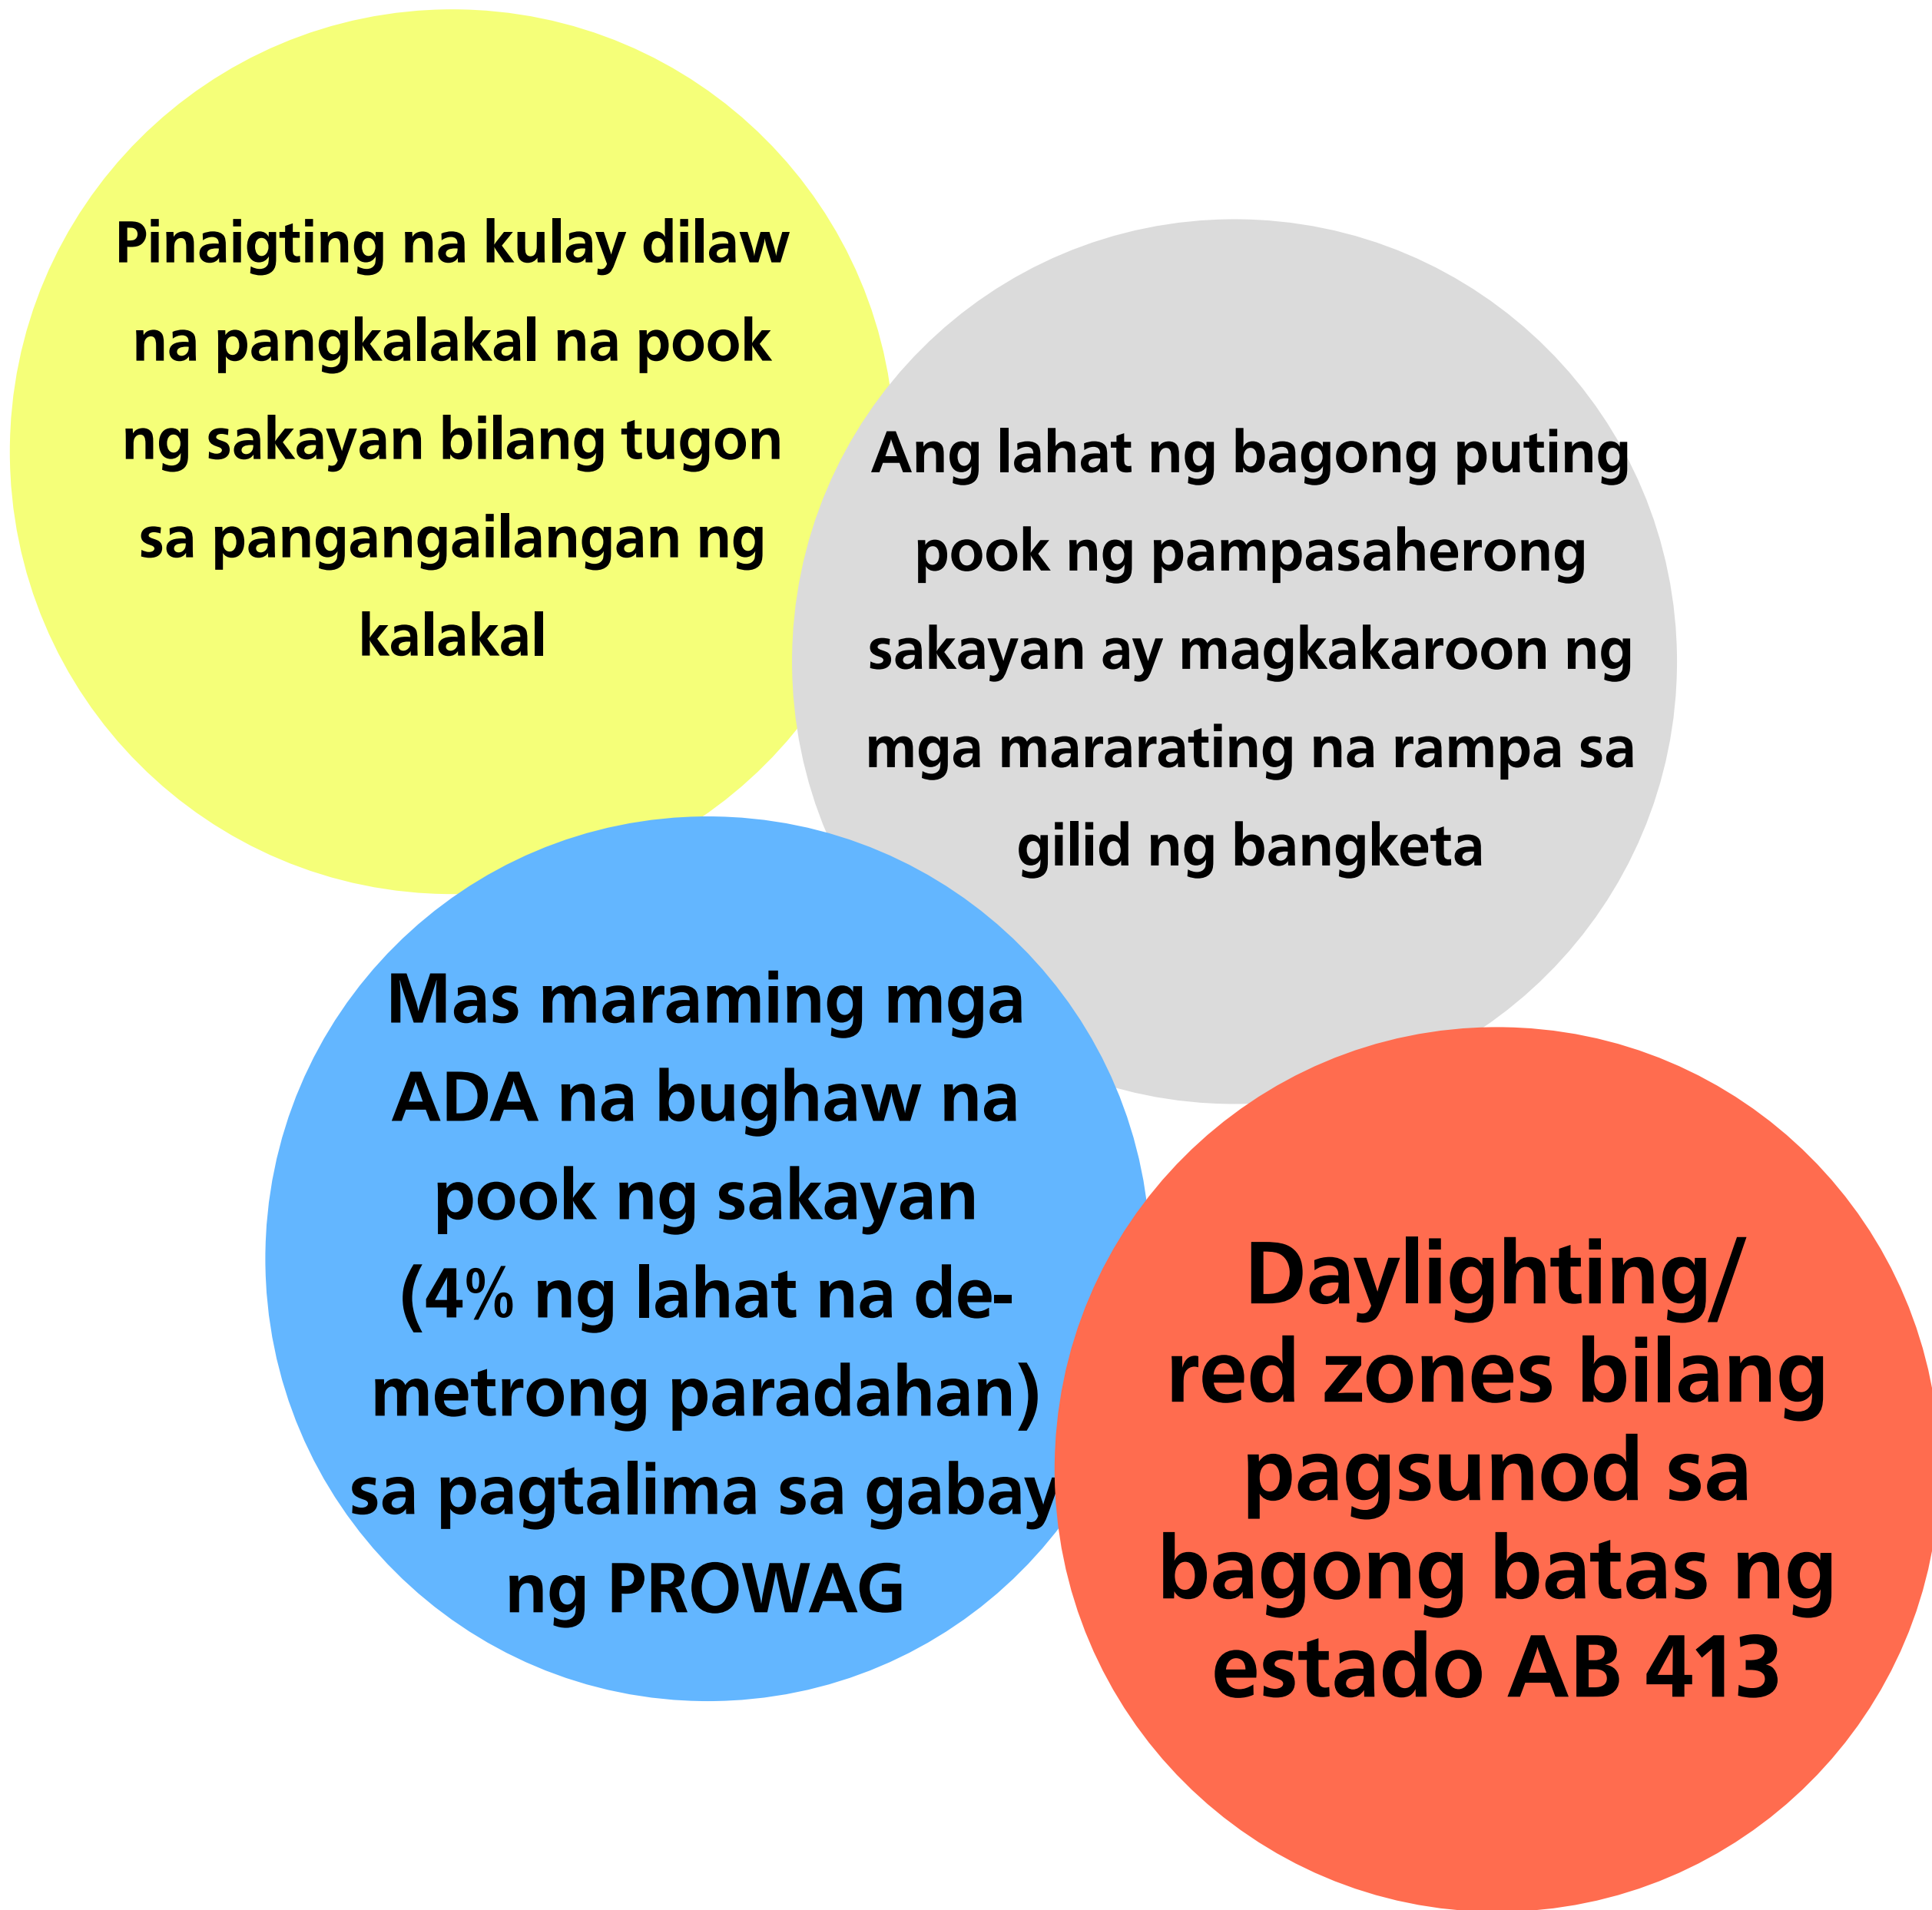 Pinaigting na kulay dilaw
na pangkalakal na pook
ng sakayan bilang tugon
sa pangangailangan ng
kalakal
Ang lahat ng bagong puting
pook ng pampasaherong
sakayan ay magkakaroon ng
mga mararating na rampa sa
gilid ng bangketa
Mas maraming mga
ADA na bughaw na
pook ng sakayan
(4% ng lahat na de-
metrong paradahan)
sa pagtalima sa gabay
ng PROWAG
Daylighting/
red zones bilang
pagsunod sa
bagong batas ng
estado AB 413